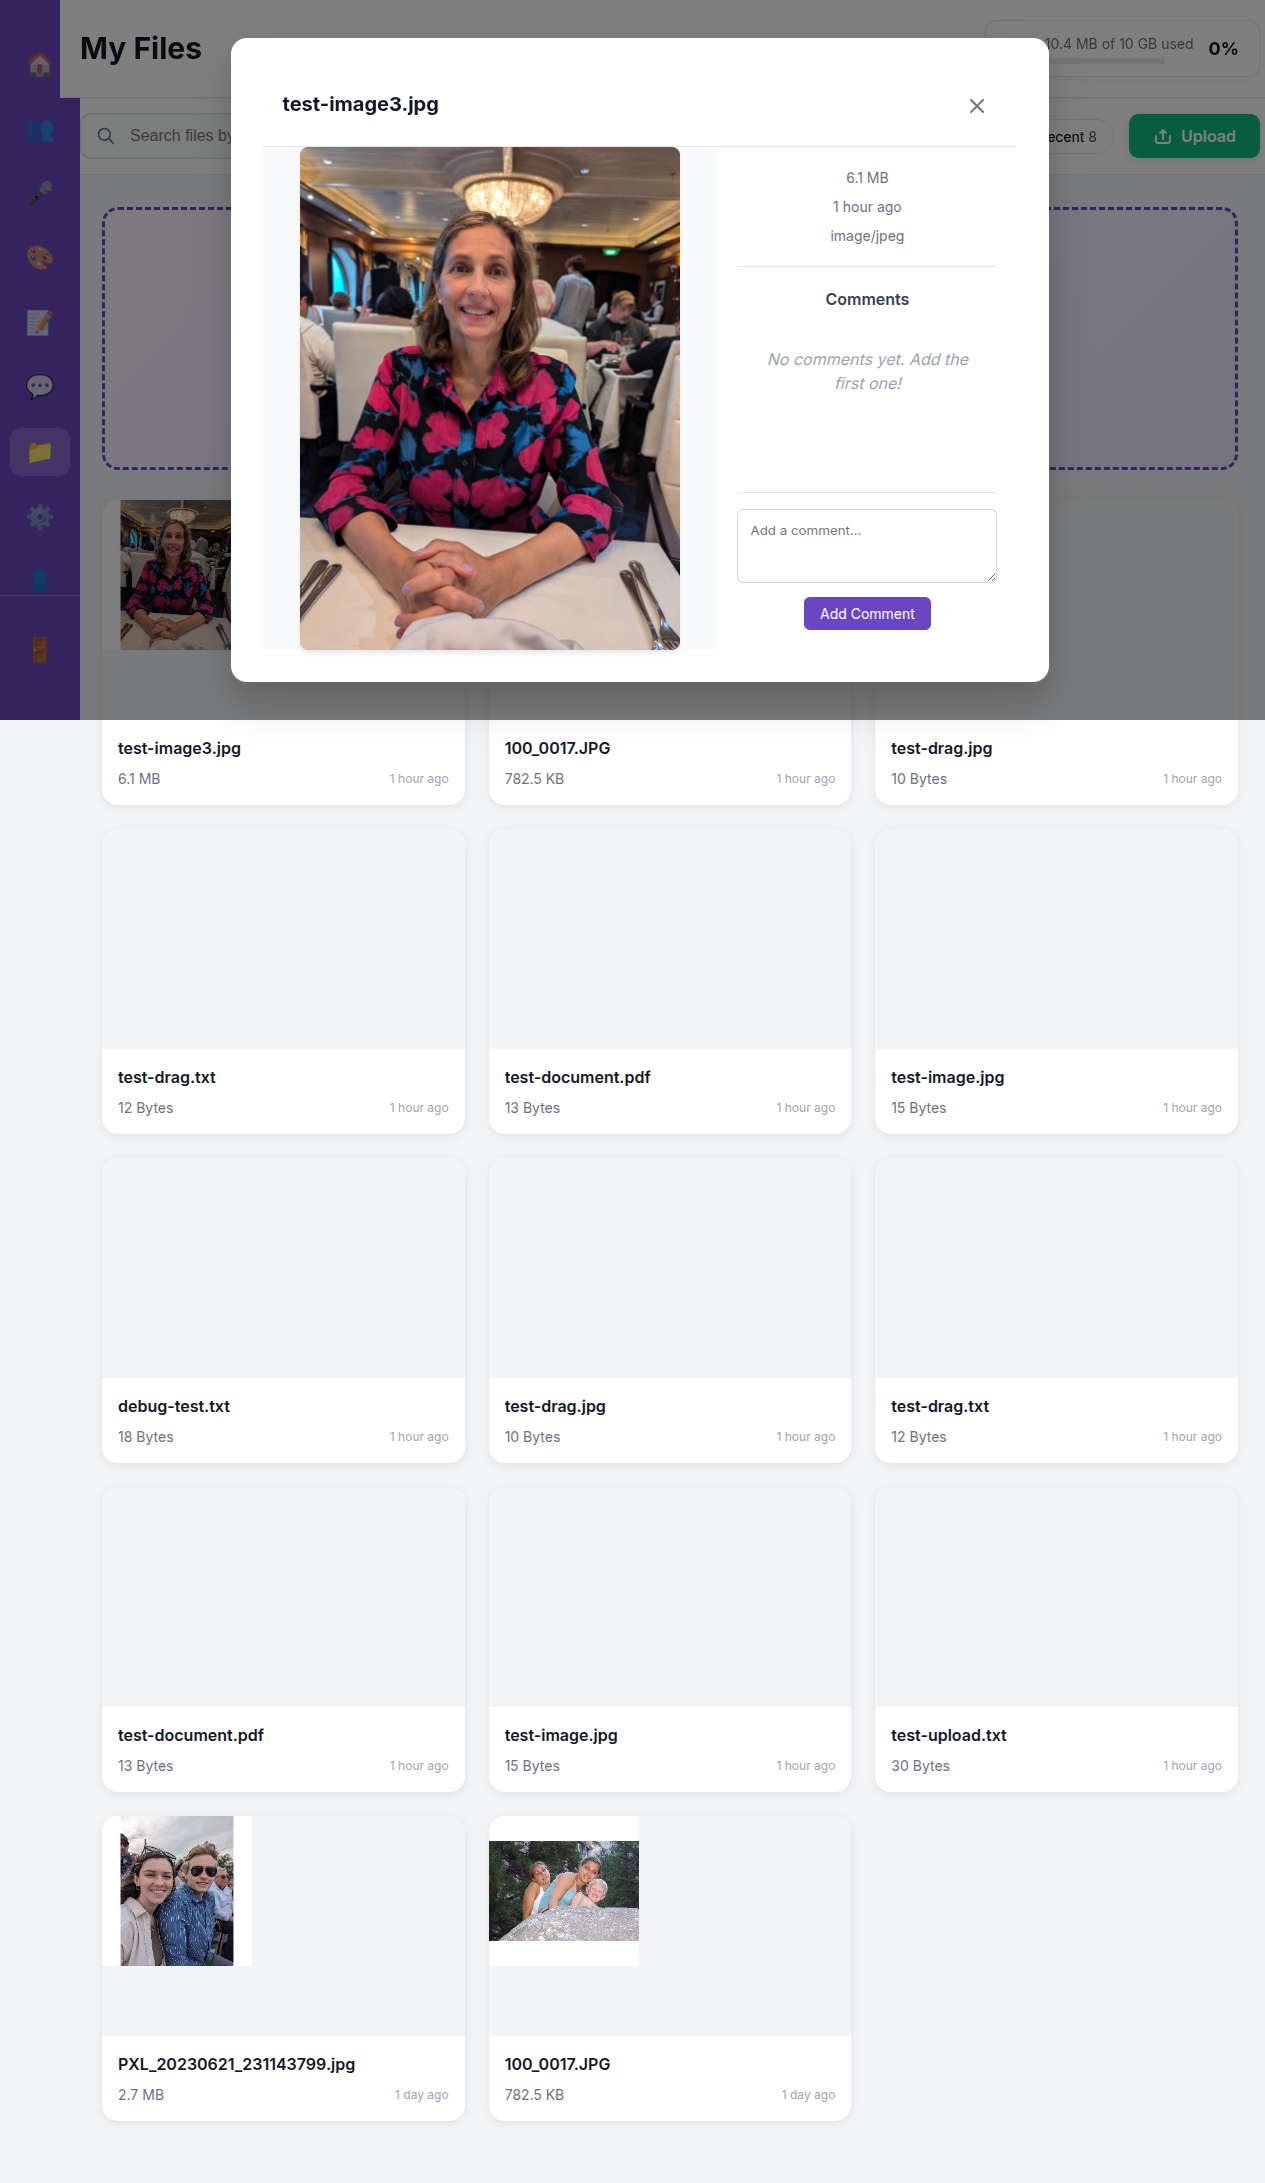 My Files
10.4 MB of 10 GB used
0%
test-image3.jpg
Search files by
ecent 8
Upload
6.1 MB
1 hour ago
image/jpeg
Comments
No comments yet. Add the
first one!
Add a comment...
Add Comment
test-image3.jpg
6.1 MB
1 hour ago
100_0017.JPG
782.5 KB
1 hour ago
test-drag.jpg
10 Bytes
1 hour ago
test-drag.txt
12 Bytes
1 hour ago
test-document.pdf
13 Bytes
1 hour ago
test-image.jpg
15 Bytes
1 hour ago
debug-test.txt
18 Bytes
1 hour ago
test-drag.jpg
10 Bytes
1 hour ago
test-drag.txt
12 Bytes
1 hour ago
test-document.pdf
13 Bytes
1 hour ago
test-image.jpg
15 Bytes
1 hour ago
test-upload.txt
30 Bytes
1 hour ago
PXL_20230621_231143799.jpg
2.7 MB
1 day ago
100_0017.JPG
782.5 KB
1 day ago